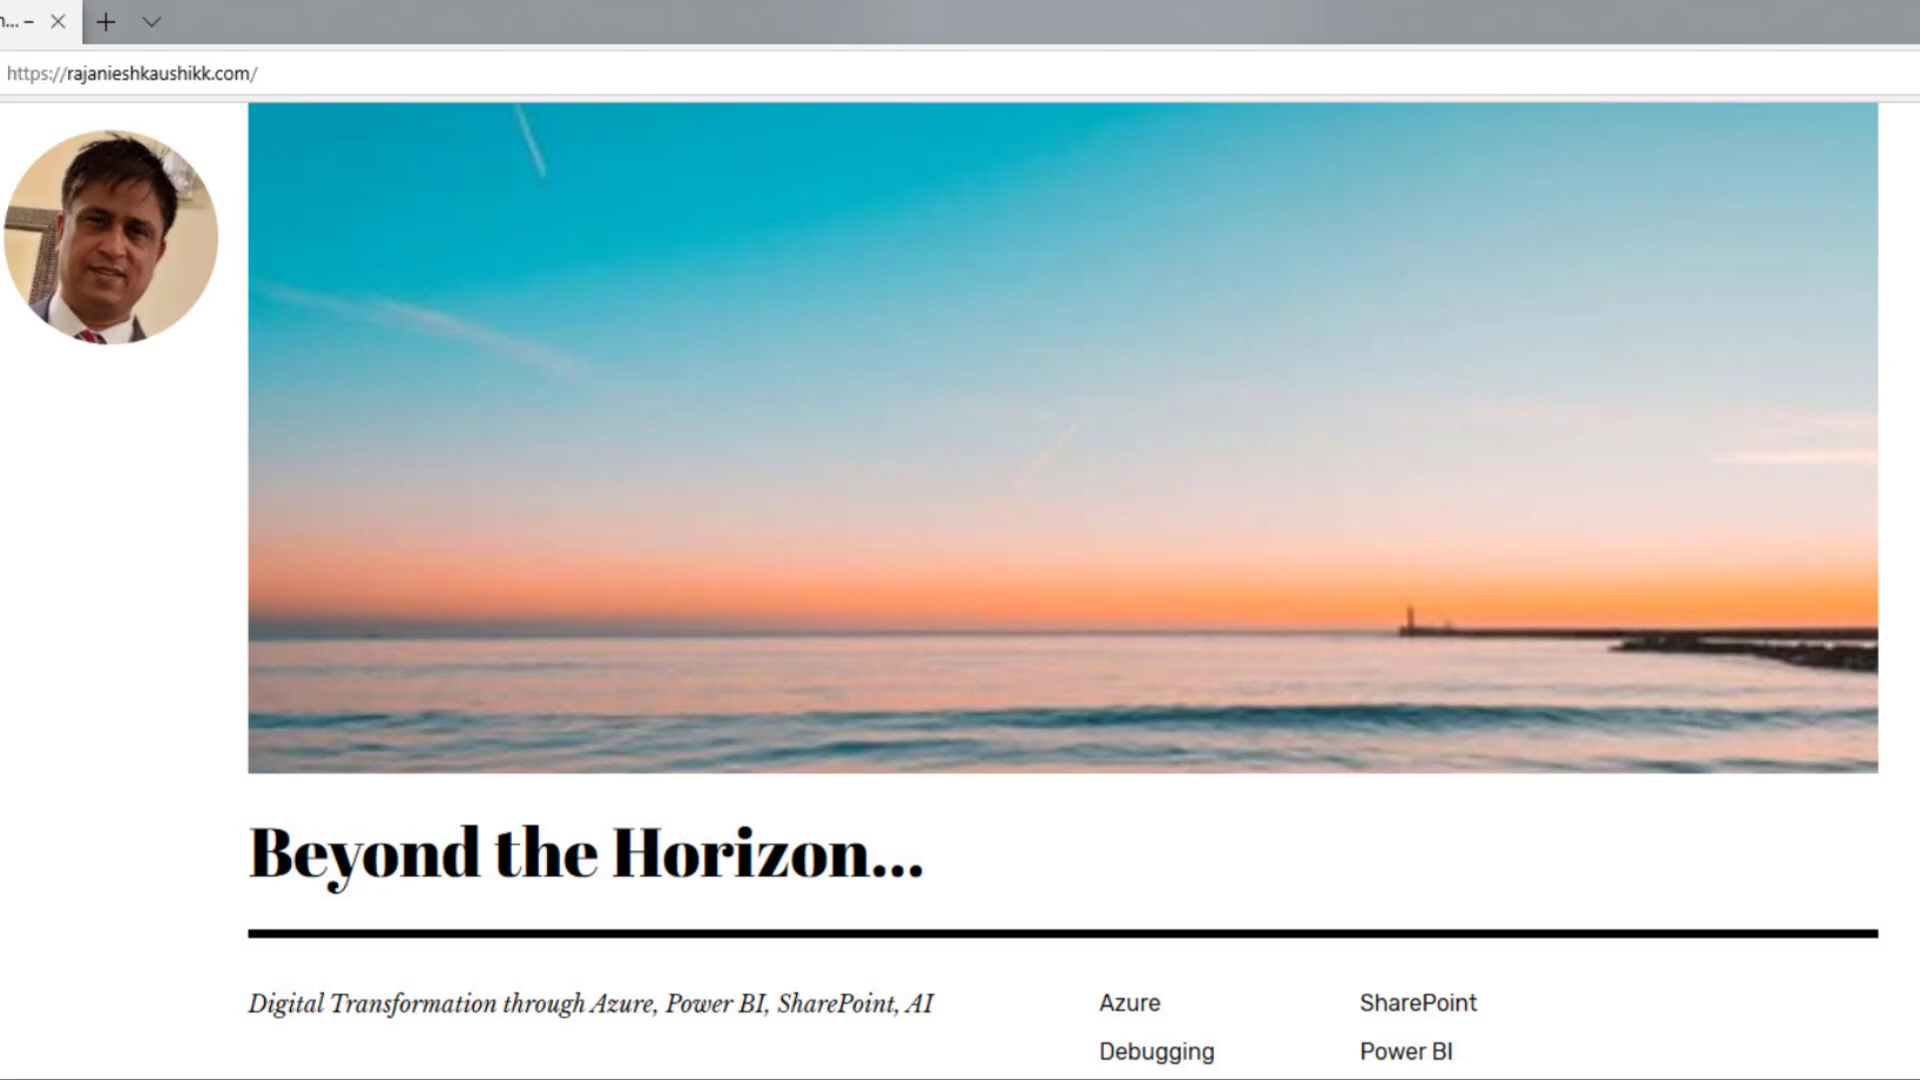 https://rajanieshkaushikk.com/
Beyond the Horizon...
Digital Transformation through Azure, Power BI, SharePoint, AI
Azure
SharePoint
Debugging
Power BI